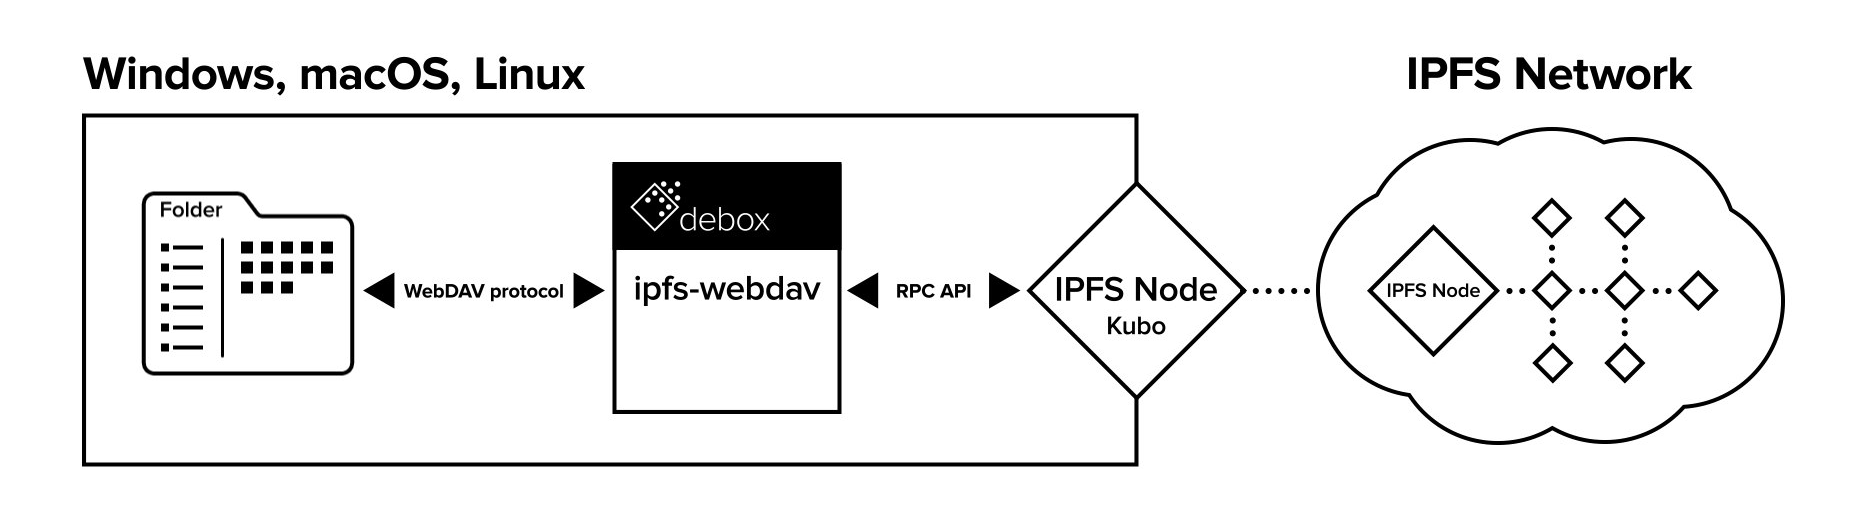 Windows, macOS, Linux
IPFS Network
Folder
debox
WebDAV protocol
ipfs-webdav
RPC API
IPFS Node
Kubo
IPFS Node